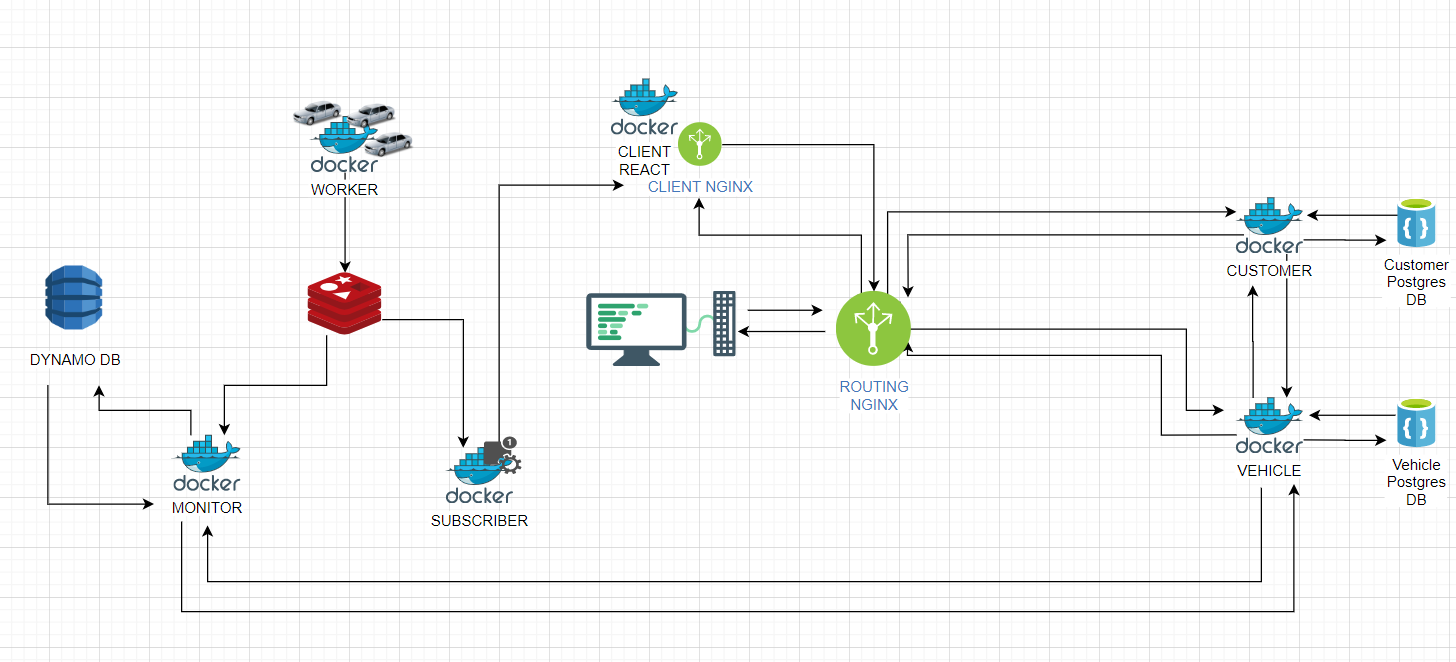 docker
CLIENT
REACT
CLIENT NGINX
docker
WORKER
docker
CUSTOMER
Customer
Postgres
DB
DYNAMO DB
ROUTING
NGINX
docker
VEHICLE
Vehicle
Postgres
DB
docker
MONITOR
1
docker
SUBSCRIBER